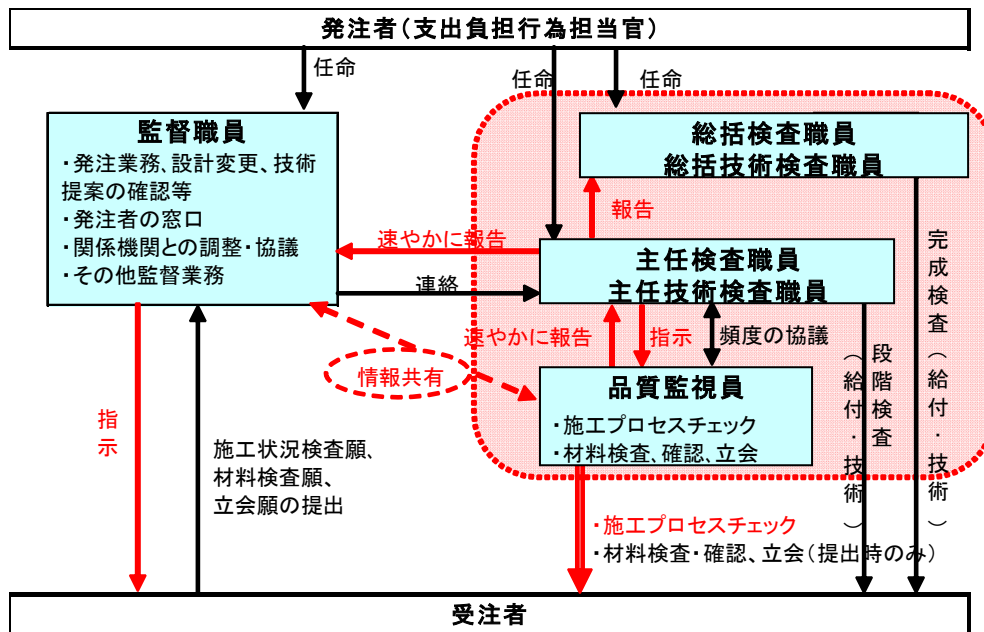 発注者(支出負担行為担当官)
任命
任命
任命
監督職員
・発注業務、設計変更、技術
提案の確認等
・発注者の窓口
・関係機関との調整・協議
・その他監督業務
総括検査職員
総括技術検査職員
報告
速やかに報告
連絡
主任検査職員
主任技術検査職員
速やかに報告
指示
頻度の協議
情報共有
品質監視員
・施工プロセスチェック
・材料検査、確認、立会
完成検査(給付・技術)
段階検査
(給付・技術)
指示
施工状況検査願、
材料検査願、
立会願の提出
・施工プロセスチェック
・材料検査・確認、立会(提出時のみ)
受注者